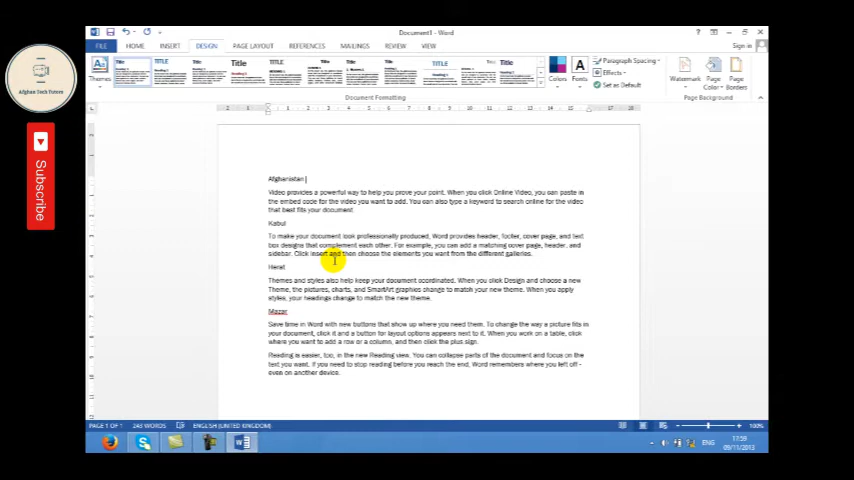 Document1 - Word
Sign in
FILE HOME INSERT DESIGN PAGE LAYOUT REFERENCES MAILINGS REVIEW VIEW
Themes
Title
TITLE
Title
Title
TITLE
Title
Colors
Fonts
Paragraph Spacing
Effects
Set as Default
Watermark
Page Color
Page Borders
Document Formatting
Page Background
Afghan Tech Tutors
Subscribe
Afghanistan
Video provides a powerful way to help you prove your point. When you click Online Video, you can paste in
the embed code for the video you want to add. You can also type a keyword to search online for the video
that best fits your document.
Kabul
To make your document look professionally produced, Word provides header, footer, cover page, and text
box designs that complement each other. For example, you can add a matching cover page, header, and
sidebar. Click Insert and then choose the elements you want from the different galleries.
Herat
Themes and styles also help keep your document coordinated. When you click Design and choose a new
Theme, the pictures, charts, and SmartArt graphics change to match your new theme. When you apply
styles, your headings change to match the new theme.
Mazar
Save time in Word with new buttons that show up where you need them. To change the way a picture fits in
your document, click it and a button for layout options appears next to it. When you work on a table, click
where you want to add a row or a column, and then click the plus sign.
Reading is easier, too, in the new Reading view. You can collapse parts of the document and focus on the
text you want. If you need to stop reading before you reach the end, Word remembers where you left off -
even on another device.
PAGE 1 OF 1 243 WORDS ENGLISH (UNITED KINGDOM)
100%
ENG
17:59
09/11/2013